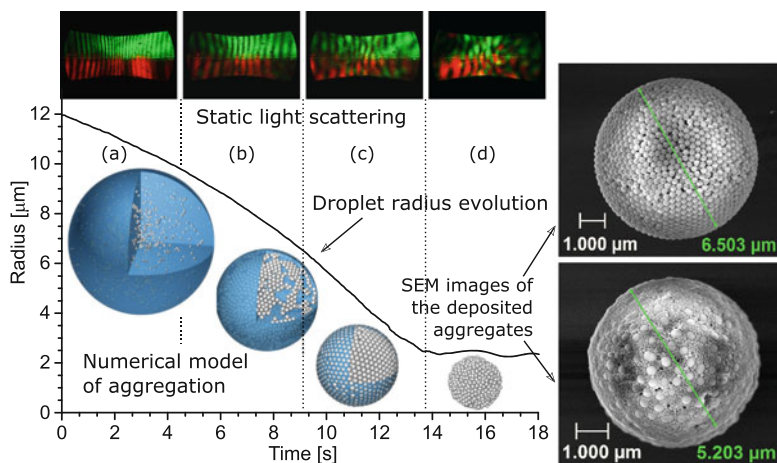 Static light scattering
(a)
(b)
(c)
(d)
Droplet radius evolution
SEM images of
the deposited
aggregates
Numerical model
of aggregation
Radius [μm]
12
10
8
6
4
2
0
0
2
4
6
8
10
12
14
16
18
Time [s]
1.000 μm
6.503 μm
1.000 μm
5.203 μm